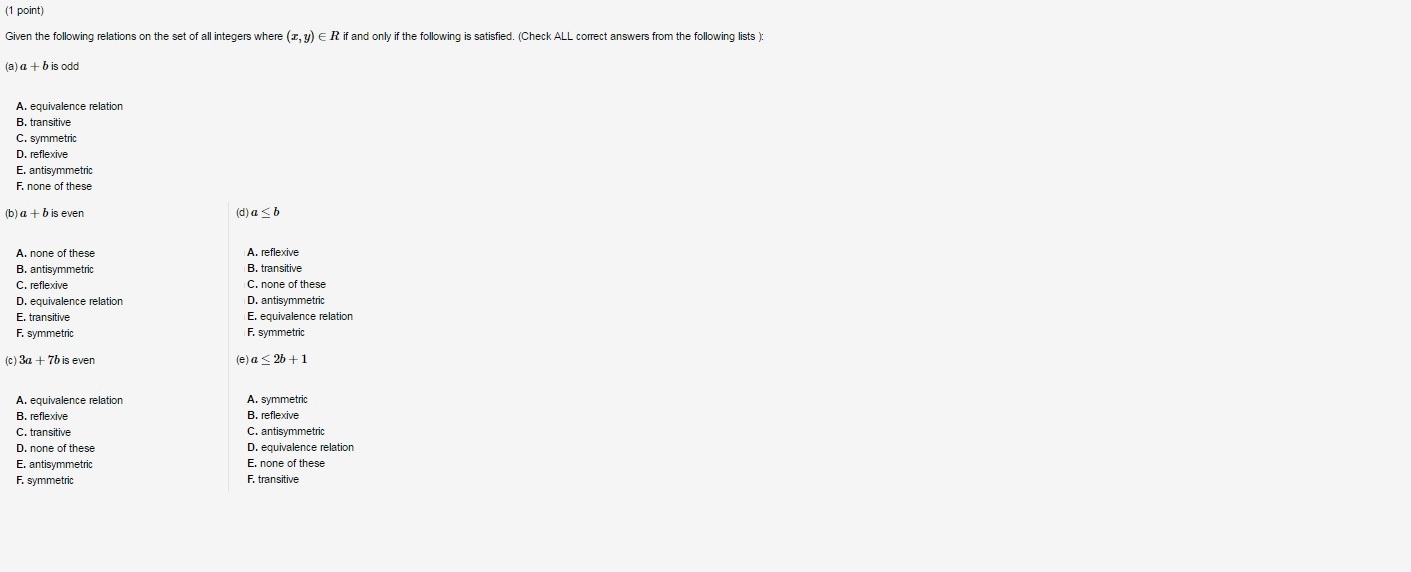 (1 point)
Given the following relations on the set of all integers where (x, y) ∈ R if and only if the following is satisfied. (Check ALL correct answers from the following lists ):
(a) a + b is odd
A. equivalence relation
B. transitive
C. symmetric
D. reflexive
E. antisymmetric
F. none of these
(b) a + b is even
A. none of these
B. antisymmetric
C. reflexive
D. equivalence relation
E. transitive
F. symmetric
(c) 3a + 7b is even
A. equivalence relation
B. reflexive
C. transitive
D. none of these
E. antisymmetric
F. symmetric
(d) a ≤ b
A. reflexive
B. transitive
C. none of these
D. antisymmetric
E. equivalence relation
F. symmetric
(e) a ≤ 2b + 1
A. symmetric
B. reflexive
C. antisymmetric
D. equivalence relation
E. none of these
F. transitive